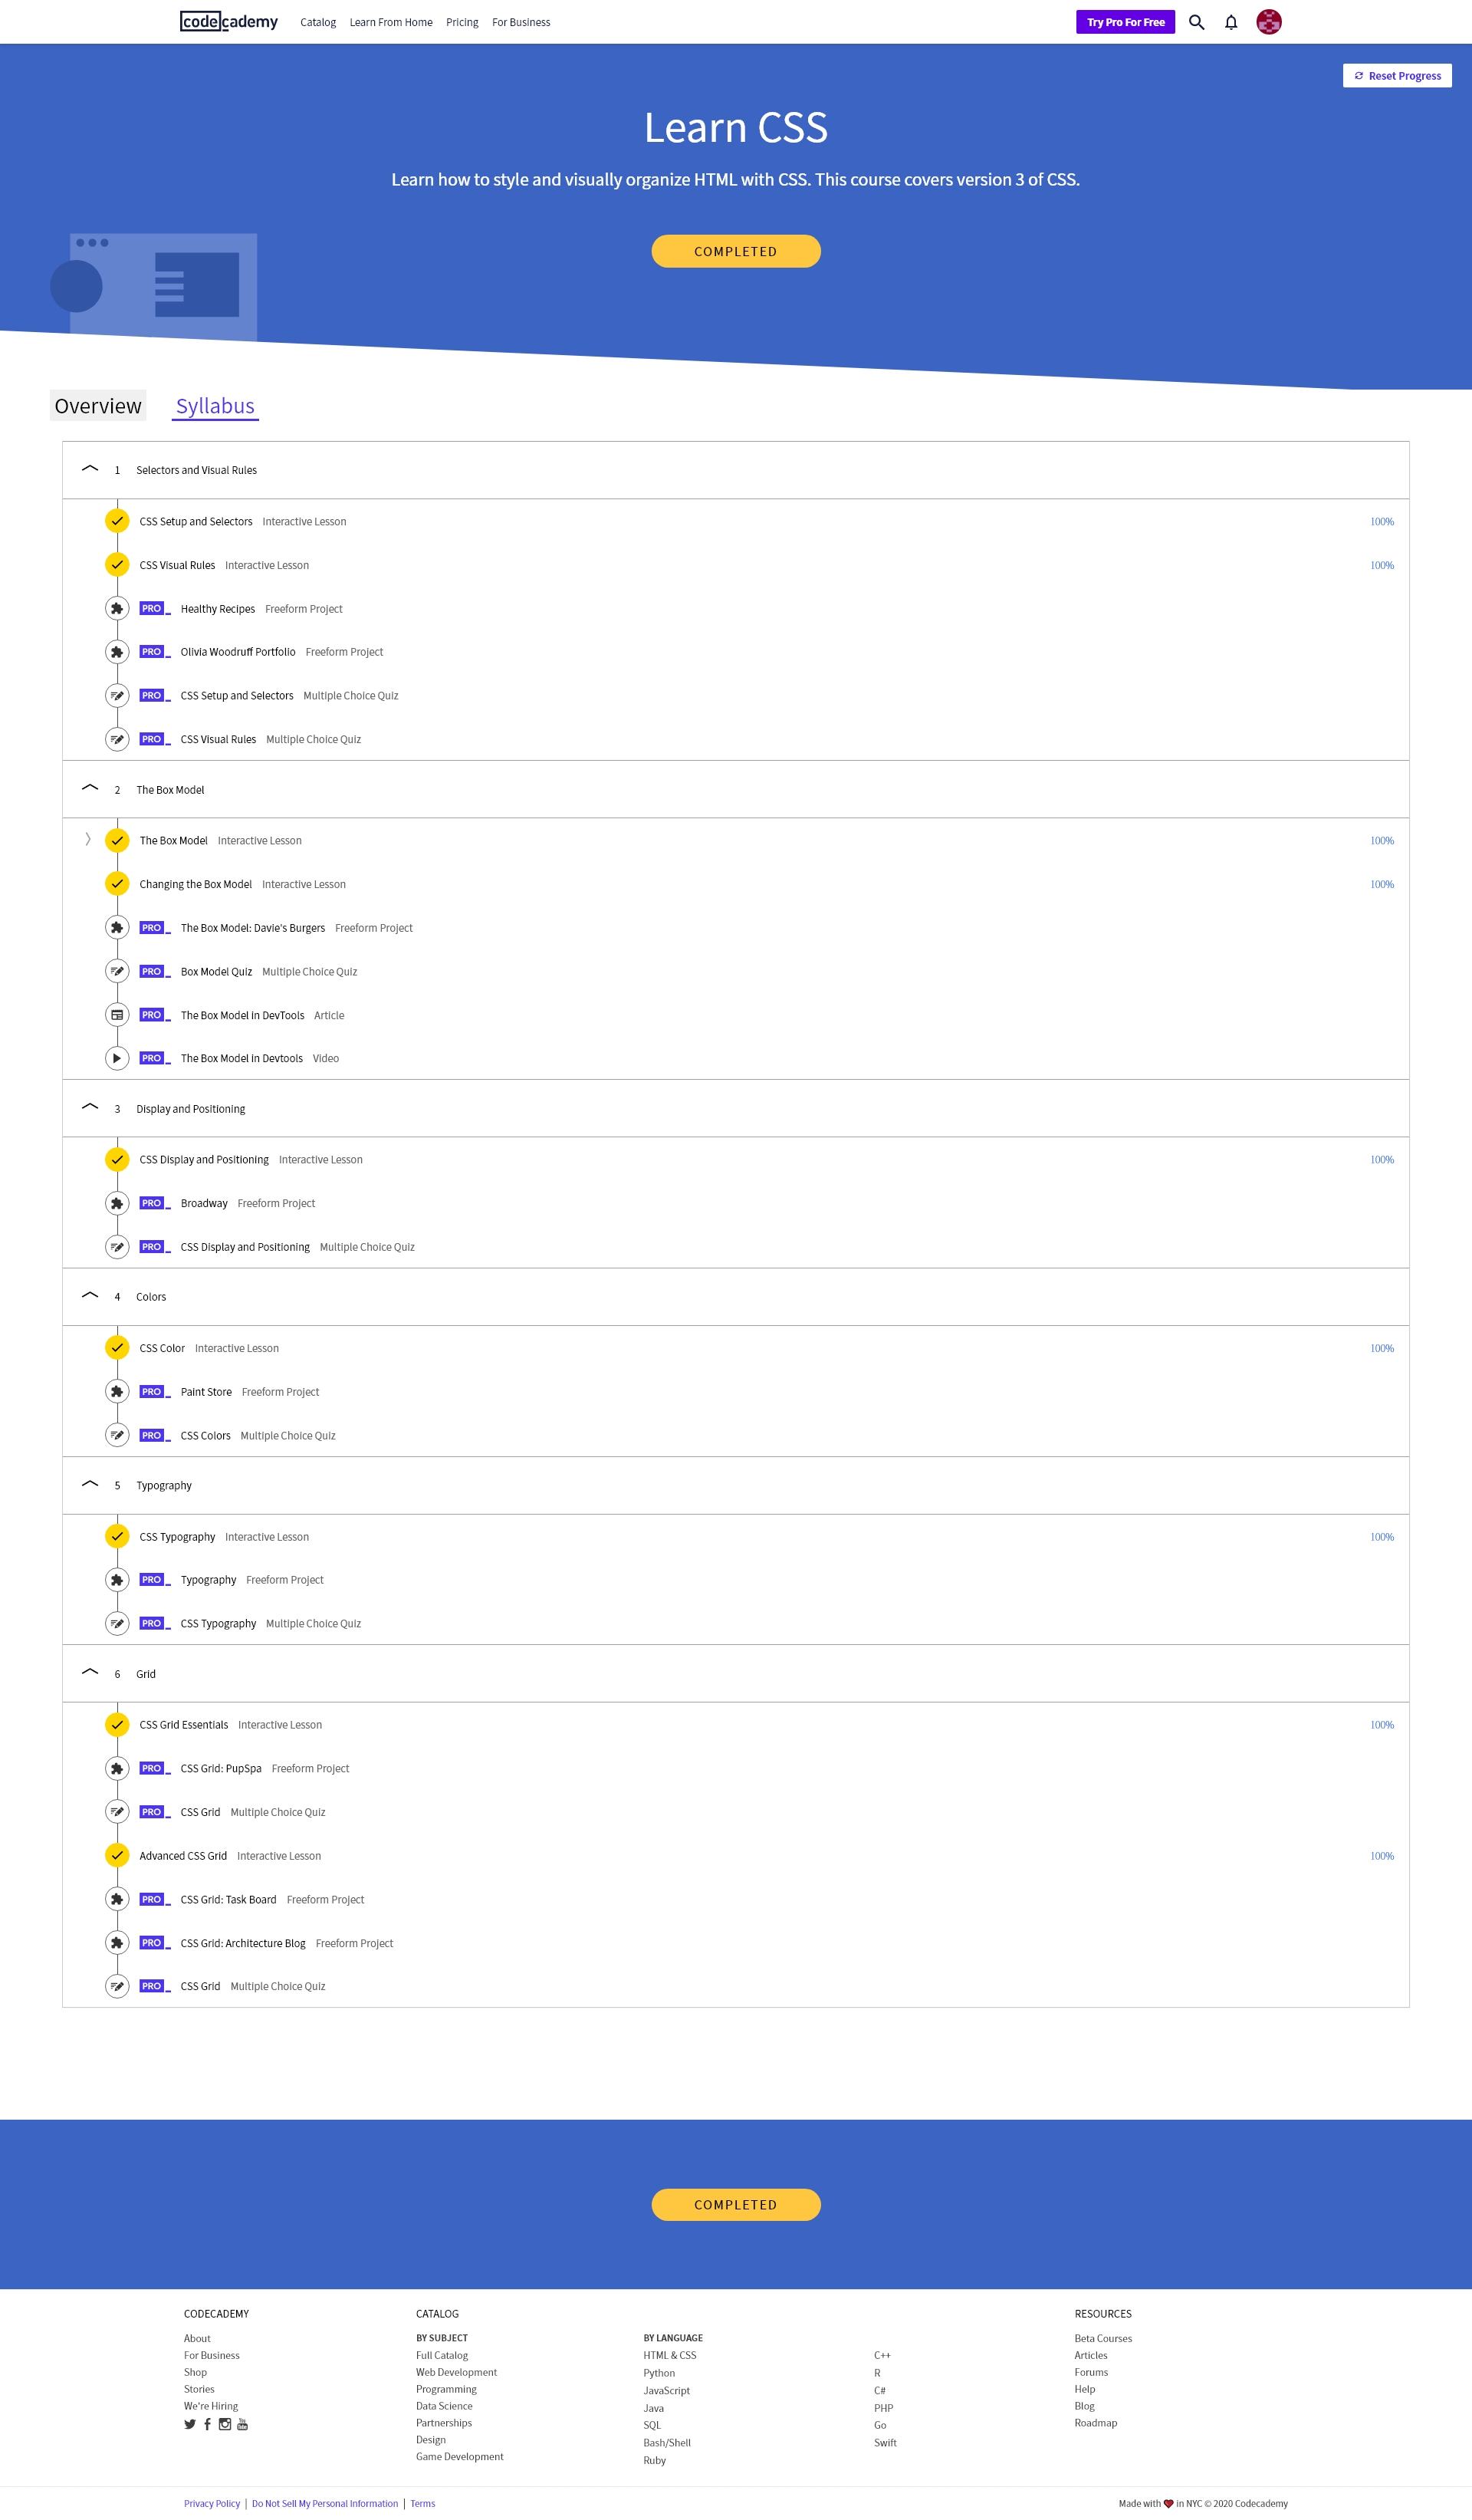 codecademy Catalog Learn From Home Pricing For Business Try Pro For Free
Reset Progress
Learn CSS
Learn how to style and visually organize HTML with CSS. This course covers version 3 of CSS.
COMPLETED
Overview Syllabus
1 Selectors and Visual Rules
CSS Setup and Selectors Interactive Lesson 100%
CSS Visual Rules Interactive Lesson 100%
PRO Healthy Recipes Freeform Project
PRO Olivia Woodruff Portfolio Freeform Project
PRO CSS Setup and Selectors Multiple Choice Quiz
PRO CSS Visual Rules Multiple Choice Quiz
2 The Box Model
The Box Model Interactive Lesson 100%
Changing the Box Model Interactive Lesson 100%
PRO The Box Model: Davie's Burgers Freeform Project
PRO Box Model Quiz Multiple Choice Quiz
PRO The Box Model in DevTools Article
PRO The Box Model in Devtools Video
3 Display and Positioning
CSS Display and Positioning Interactive Lesson 100%
PRO Broadway Freeform Project
PRO CSS Display and Positioning Multiple Choice Quiz
4 Colors
CSS Color Interactive Lesson 100%
PRO Paint Store Freeform Project
PRO CSS Colors Multiple Choice Quiz
5 Typography
CSS Typography Interactive Lesson 100%
PRO Typography Freeform Project
PRO CSS Typography Multiple Choice Quiz
6 Grid
CSS Grid Essentials Interactive Lesson 100%
PRO CSS Grid: PupSpa Freeform Project
PRO CSS Grid Multiple Choice Quiz
Advanced CSS Grid Interactive Lesson 100%
PRO CSS Grid: Task Board Freeform Project
PRO CSS Grid: Architecture Blog Freeform Project
PRO CSS Grid Multiple Choice Quiz
COMPLETED
CODECADEMY
About
For Business
Shop
Stories
We're Hiring
CATALOG
BY SUBJECT
Full Catalog
Web Development
Programming
Data Science
Partnerships
Design
Game Development
BY LANGUAGE
HTML & CSS
Python
JavaScript
Java
SQL
Bash/Shell
Ruby
C++
R
C#
PHP
Go
Swift
RESOURCES
Beta Courses
Articles
Forums
Help
Blog
Roadmap
Privacy Policy | Do Not Sell My Personal Information | Terms
Made with ❤ in NYC © 2020 Codecademy